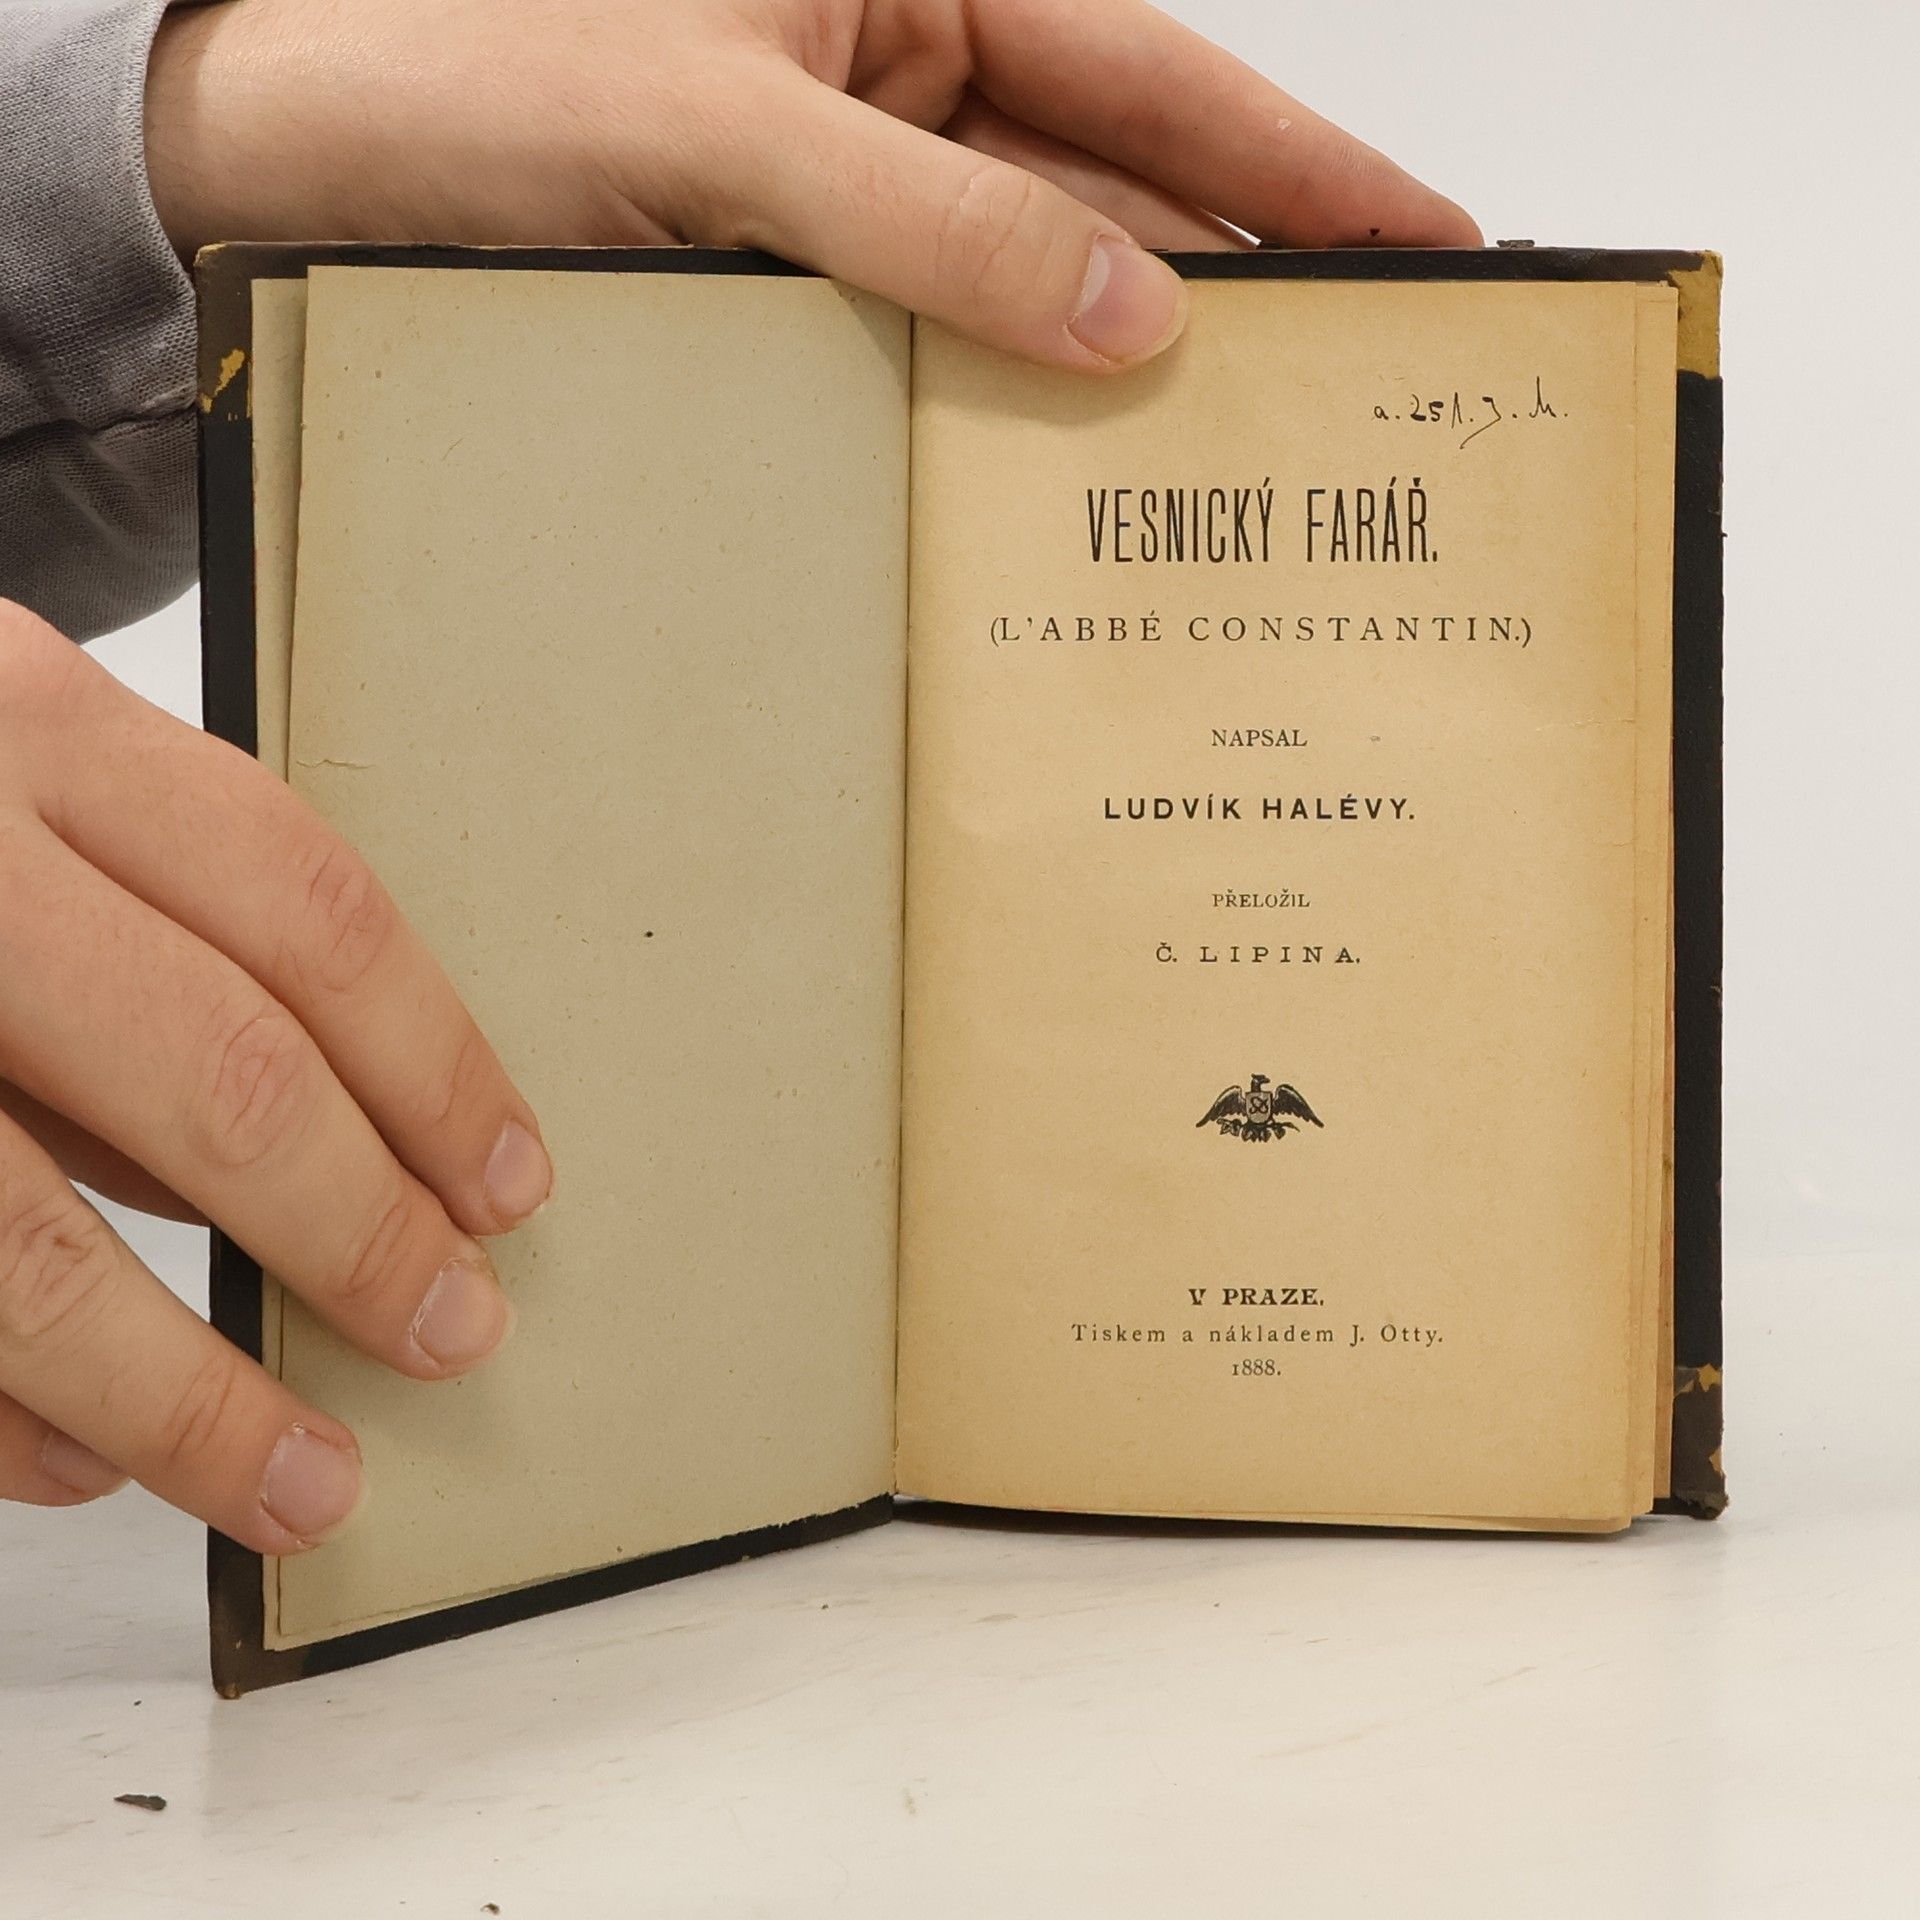 a. 251. J. M.
VESNICKÝ FARÁŘ.
(L'ABBÉ CONSTANTIN.)
NAPSAL
LUDVÍK HALÉVY.
PŘELOŽIL
Č. LIPINA.
V PRAZE.
Tiskem a nákladem J. Otty.
1888.